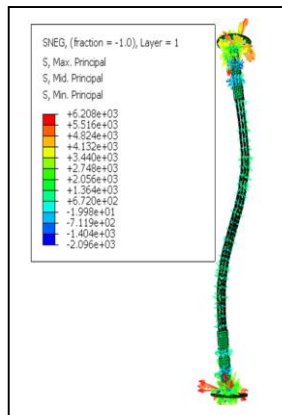 SNEG, (fraction = -1.0), Layer = 1
S, Max. Principal
S, Mid. Principal
S, Min. Principal
+6.208e+03
+5.516e+03
+4.824e+03
+4.132e+03
+3.440e+03
+2.748e+03
+2.056e+03
+1.364e+03
+6.720e+02
-1.998e+01
-7.119e+02
-1.404e+03
-2.096e+03